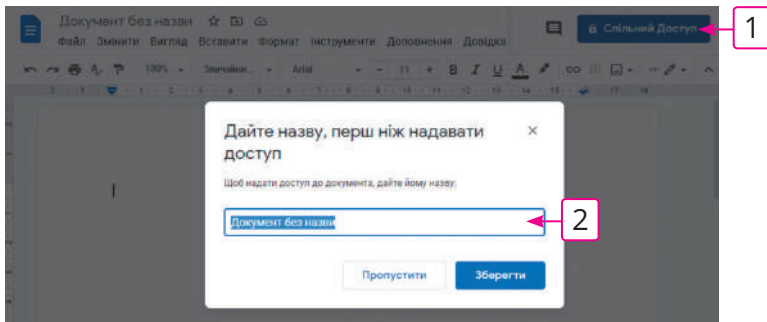 Документ без назви
Файл Змінити Вигляд Вставити Формат Інструменти Доповнення Довідка
Спільний Доступ
1
100% Звичайни... Arial 11 B I U A
Дайте назву, перш ніж надавати
доступ
Щоб надати доступ до документа, дайте йому назву.
Документ без назви
2
Пропустити Зберегти